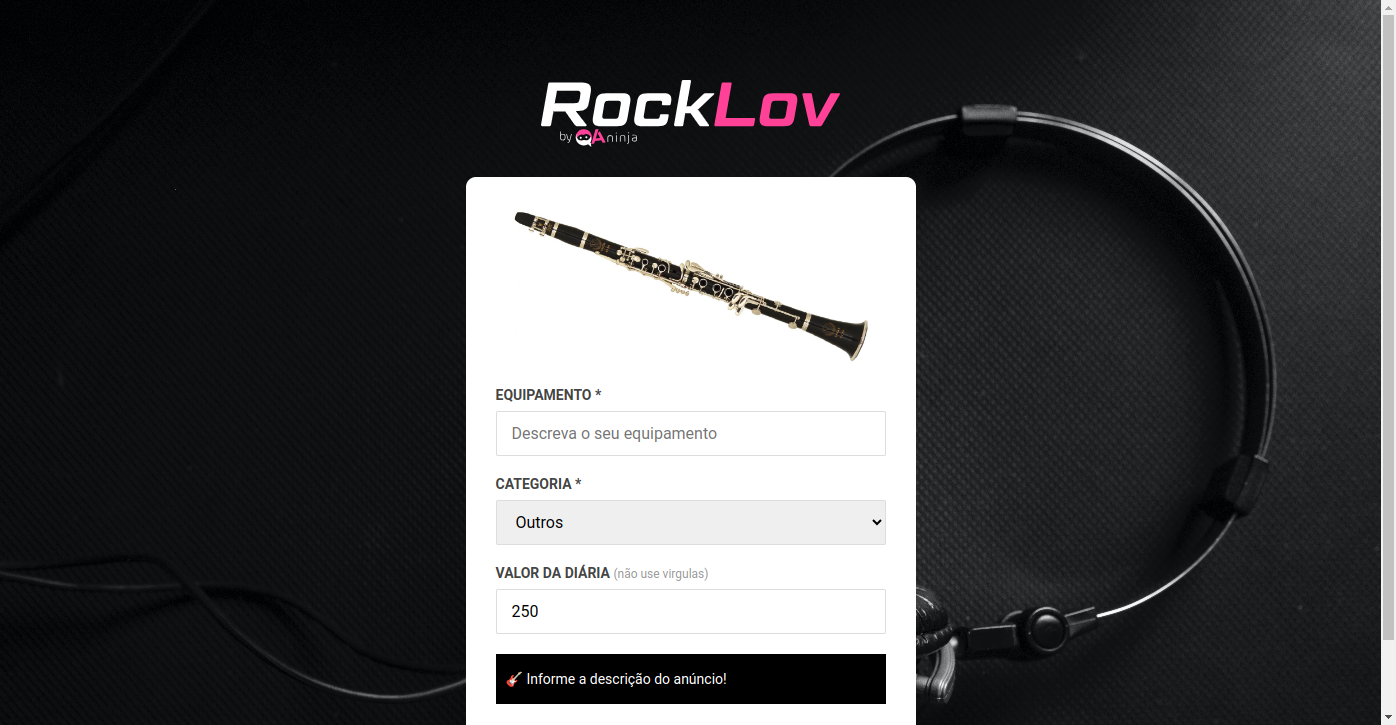 RockLov
by QAninja
EQUIPAMENTO *
Descreva o seu equipamento
CATEGORIA *
Outros
VALOR DA DIÁRIA (não use virgulas)
250
Informe a descrição do anúncio!